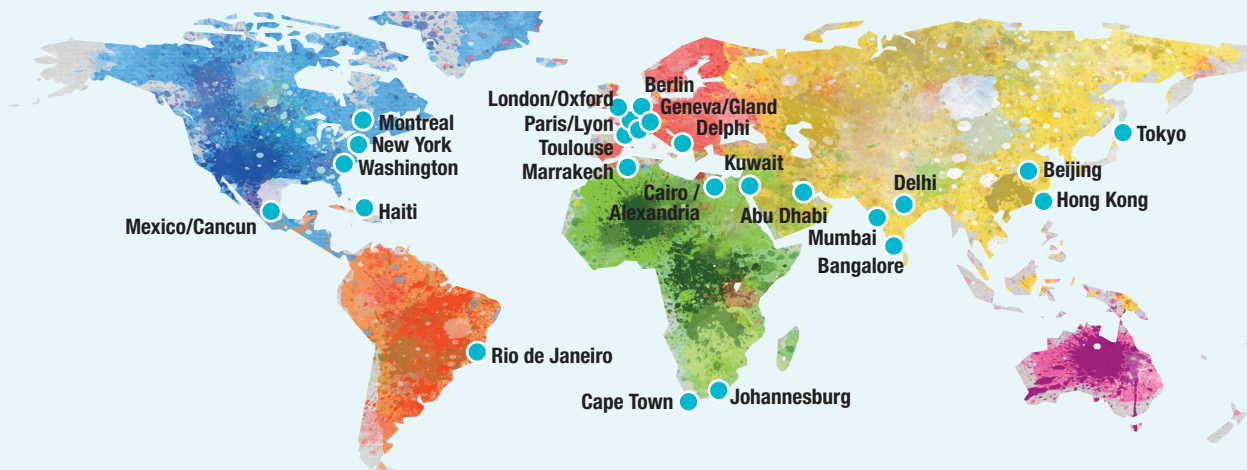 Montreal
New York
Washington
Mexico/Cancun
Haiti
Rio de Janeiro
Berlin
London/Oxford
Geneva/Gland
Paris/Lyon
Delphi
Toulouse
Marrakech
Kuwait
Cairo /
Alexandria
Abu Dhabi
Cape Town
Johannesburg
Delhi
Mumbai
Bangalore
Tokyo
Beijing
Hong Kong